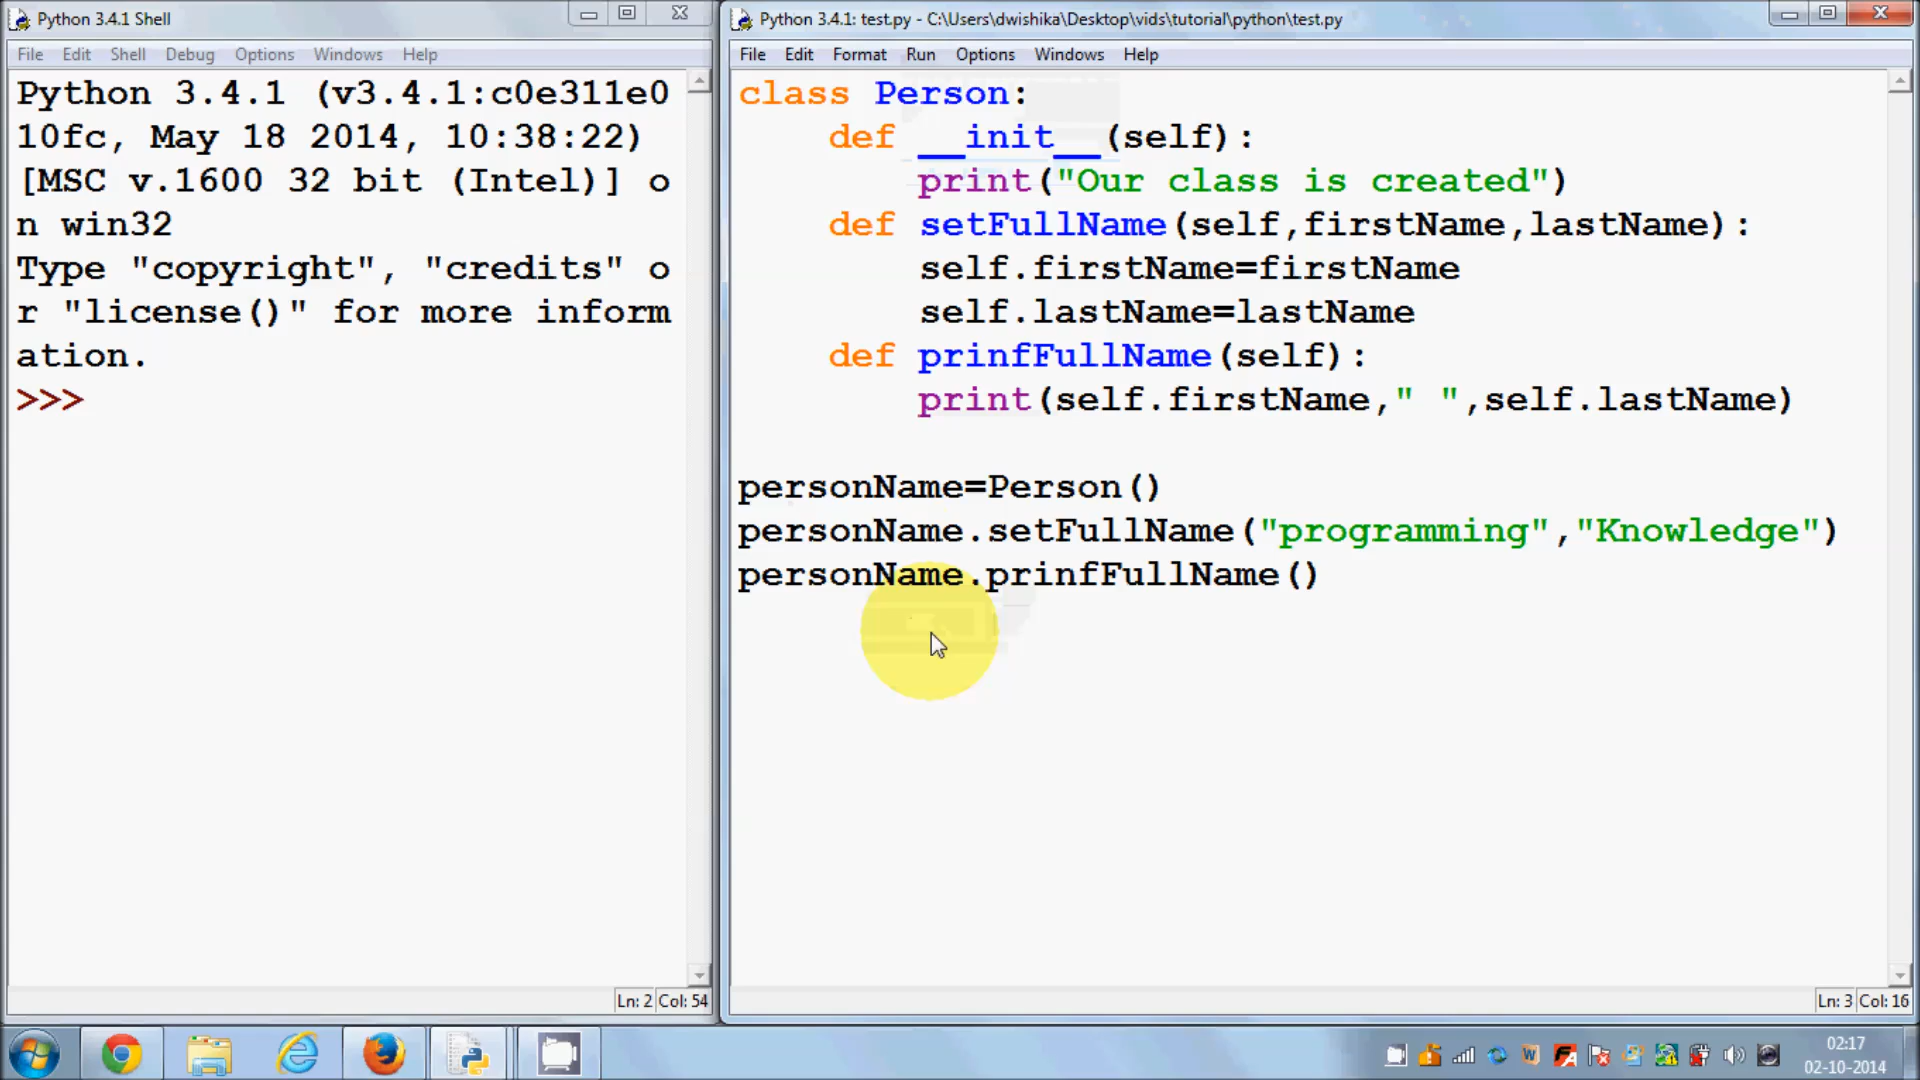 Python 3.4.1 Shell
File Edit Shell Debug Options Windows Help
Python 3.4.1 (v3.4.1:c0e311e0
10fc, May 18 2014, 10:38:22)
[MSC v.1600 32 bit (Intel)] o
n win32
Type "copyright", "credits" o
r "license()" for more inform
ation.
>>>
Ln: 2 Col: 54
Python 3.4.1: test.py - C:\Users\dwishika\Desktop\vids\tutorial\python\test.py
File Edit Format Run Options Windows Help
class Person:
    def __init__(self):
        print("Our class is created")
    def setFullName(self,firstName,lastName):
        self.firstName=firstName
        self.lastName=lastName
    def prinfFullName(self):
        print(self.firstName," ",self.lastName)
personName=Person()
personName.setFullName("programming","Knowledge")
personName.prinfFullName()
Ln: 3 Col: 16
02:17
02-10-2014